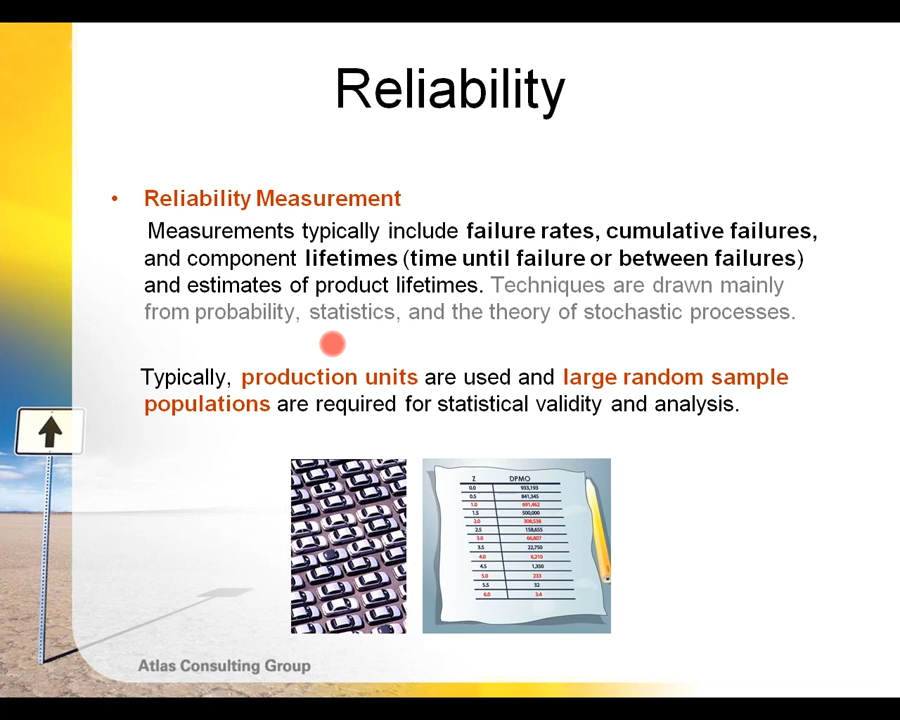 Reliability
• Reliability Measurement
Measurements typically include failure rates, cumulative failures,
and component lifetimes (time until failure or between failures)
and estimates of product lifetimes. Techniques are drawn mainly
from probability, statistics, and the theory of stochastic processes.
Typically, production units are used and large random sample
populations are required for statistical validity and analysis.
Z DPMO
0.0 933,193
0.5 841,345
1.0 691,462
1.5 500,000
2.0 308,538
2.5 158,655
3.0 66,807
3.5 22,750
4.0 6,210
4.5 1,350
5.0 233
5.5 32
6.0 3.4
Atlas Consulting Group